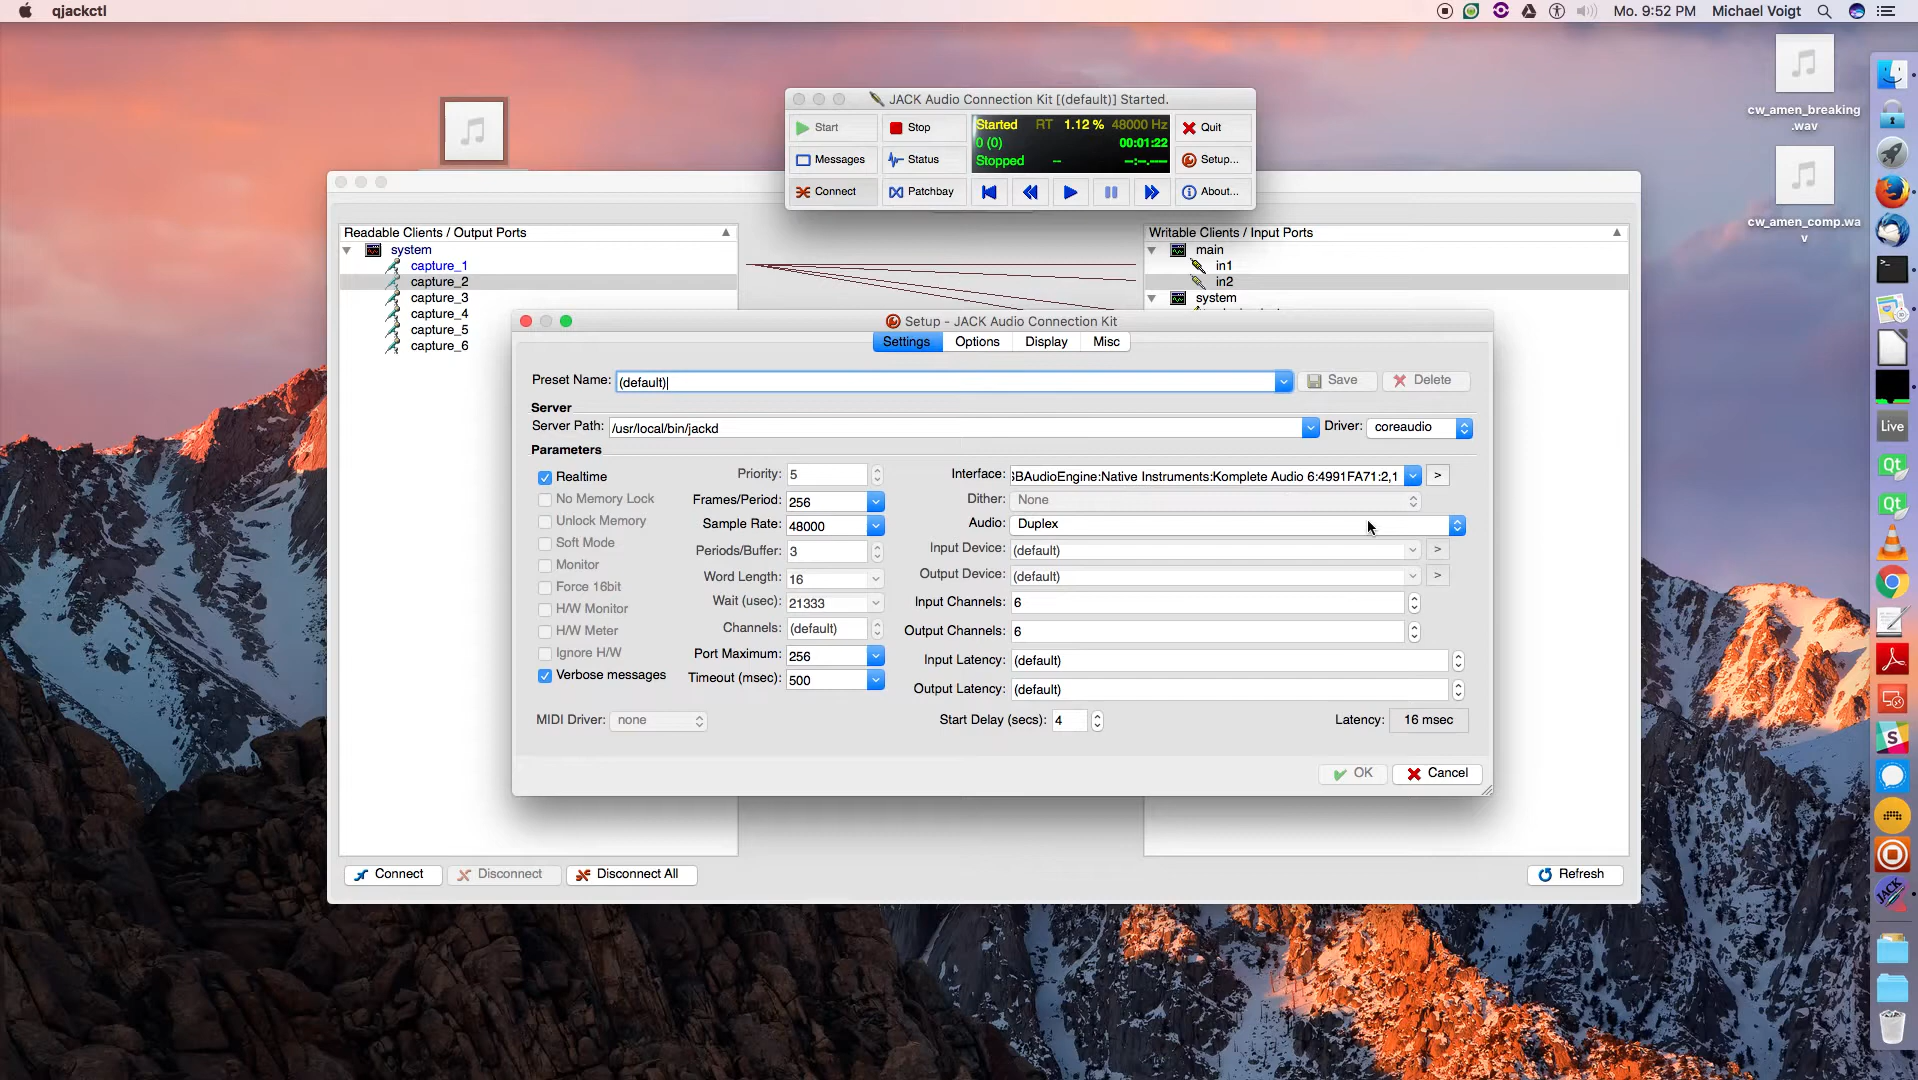 qjackctl
Mo. 9:52 PM Michael Voigt
cw_amen_breaking
.wav
cw_amen_comp.wa
v
JACK Audio Connection Kit [(default)] Started.
Start Stop Started RT 1.12 % 48000 Hz Quit
0 (0) 00:01:22
Messages Status Stopped -- --:--.---- Setup...
Connect Patchbay About...
Readable Clients / Output Ports
system
capture_1
capture_2
capture_3
capture_4
capture_5
capture_6
Writable Clients / Input Ports
main
in1
in2
system
Setup - JACK Audio Connection Kit
Settings Options Display Misc
Preset Name: (default) Save Delete
Server
Server Path: /usr/local/bin/jackd Driver: coreaudio
Parameters
Realtime
No Memory Lock
Unlock Memory
Soft Mode
Monitor
Force 16bit
H/W Monitor
H/W Meter
Ignore H/W
Verbose messages
Priority: 5
Frames/Period: 256
Sample Rate: 48000
Periods/Buffer: 3
Word Length: 16
Wait (usec): 21333
Channels: (default)
Port Maximum: 256
Timeout (msec): 500
Interface: BAudioEngine:Native Instruments:Komplete Audio 6:4991FA71:2,1 >
Dither: None
Audio: Duplex
Input Device: (default) >
Output Device: (default) >
Input Channels: 6
Output Channels: 6
Input Latency: (default)
Output Latency: (default)
MIDI Driver: none Start Delay (secs): 4 Latency: 16 msec
OK Cancel
Connect Disconnect Disconnect All Refresh
Live
Qt
Qt
JACK